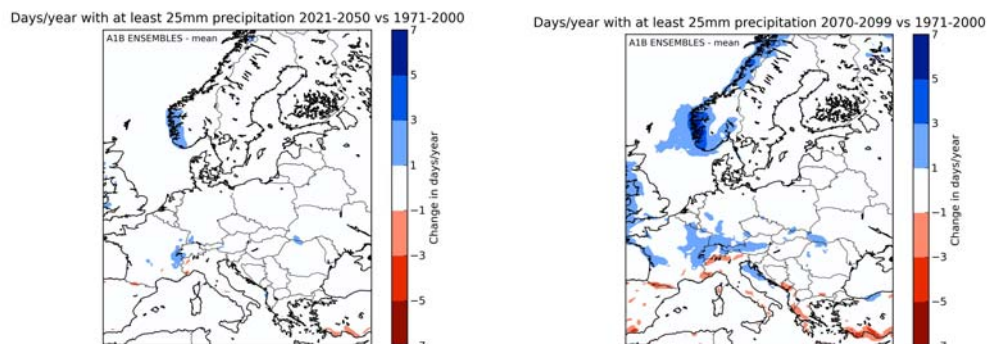 Days/year with at least 25mm precipitation 2021-2050 vs 1971-2000
A1B ENSEMBLES - mean
7
5
3
1
−1
−3
−5
−7
Change in days/year
Days/year with at least 25mm precipitation 2070-2099 vs 1971-2000
A1B ENSEMBLES - mean
7
5
3
1
−1
−3
−5
−7
Change in days/year